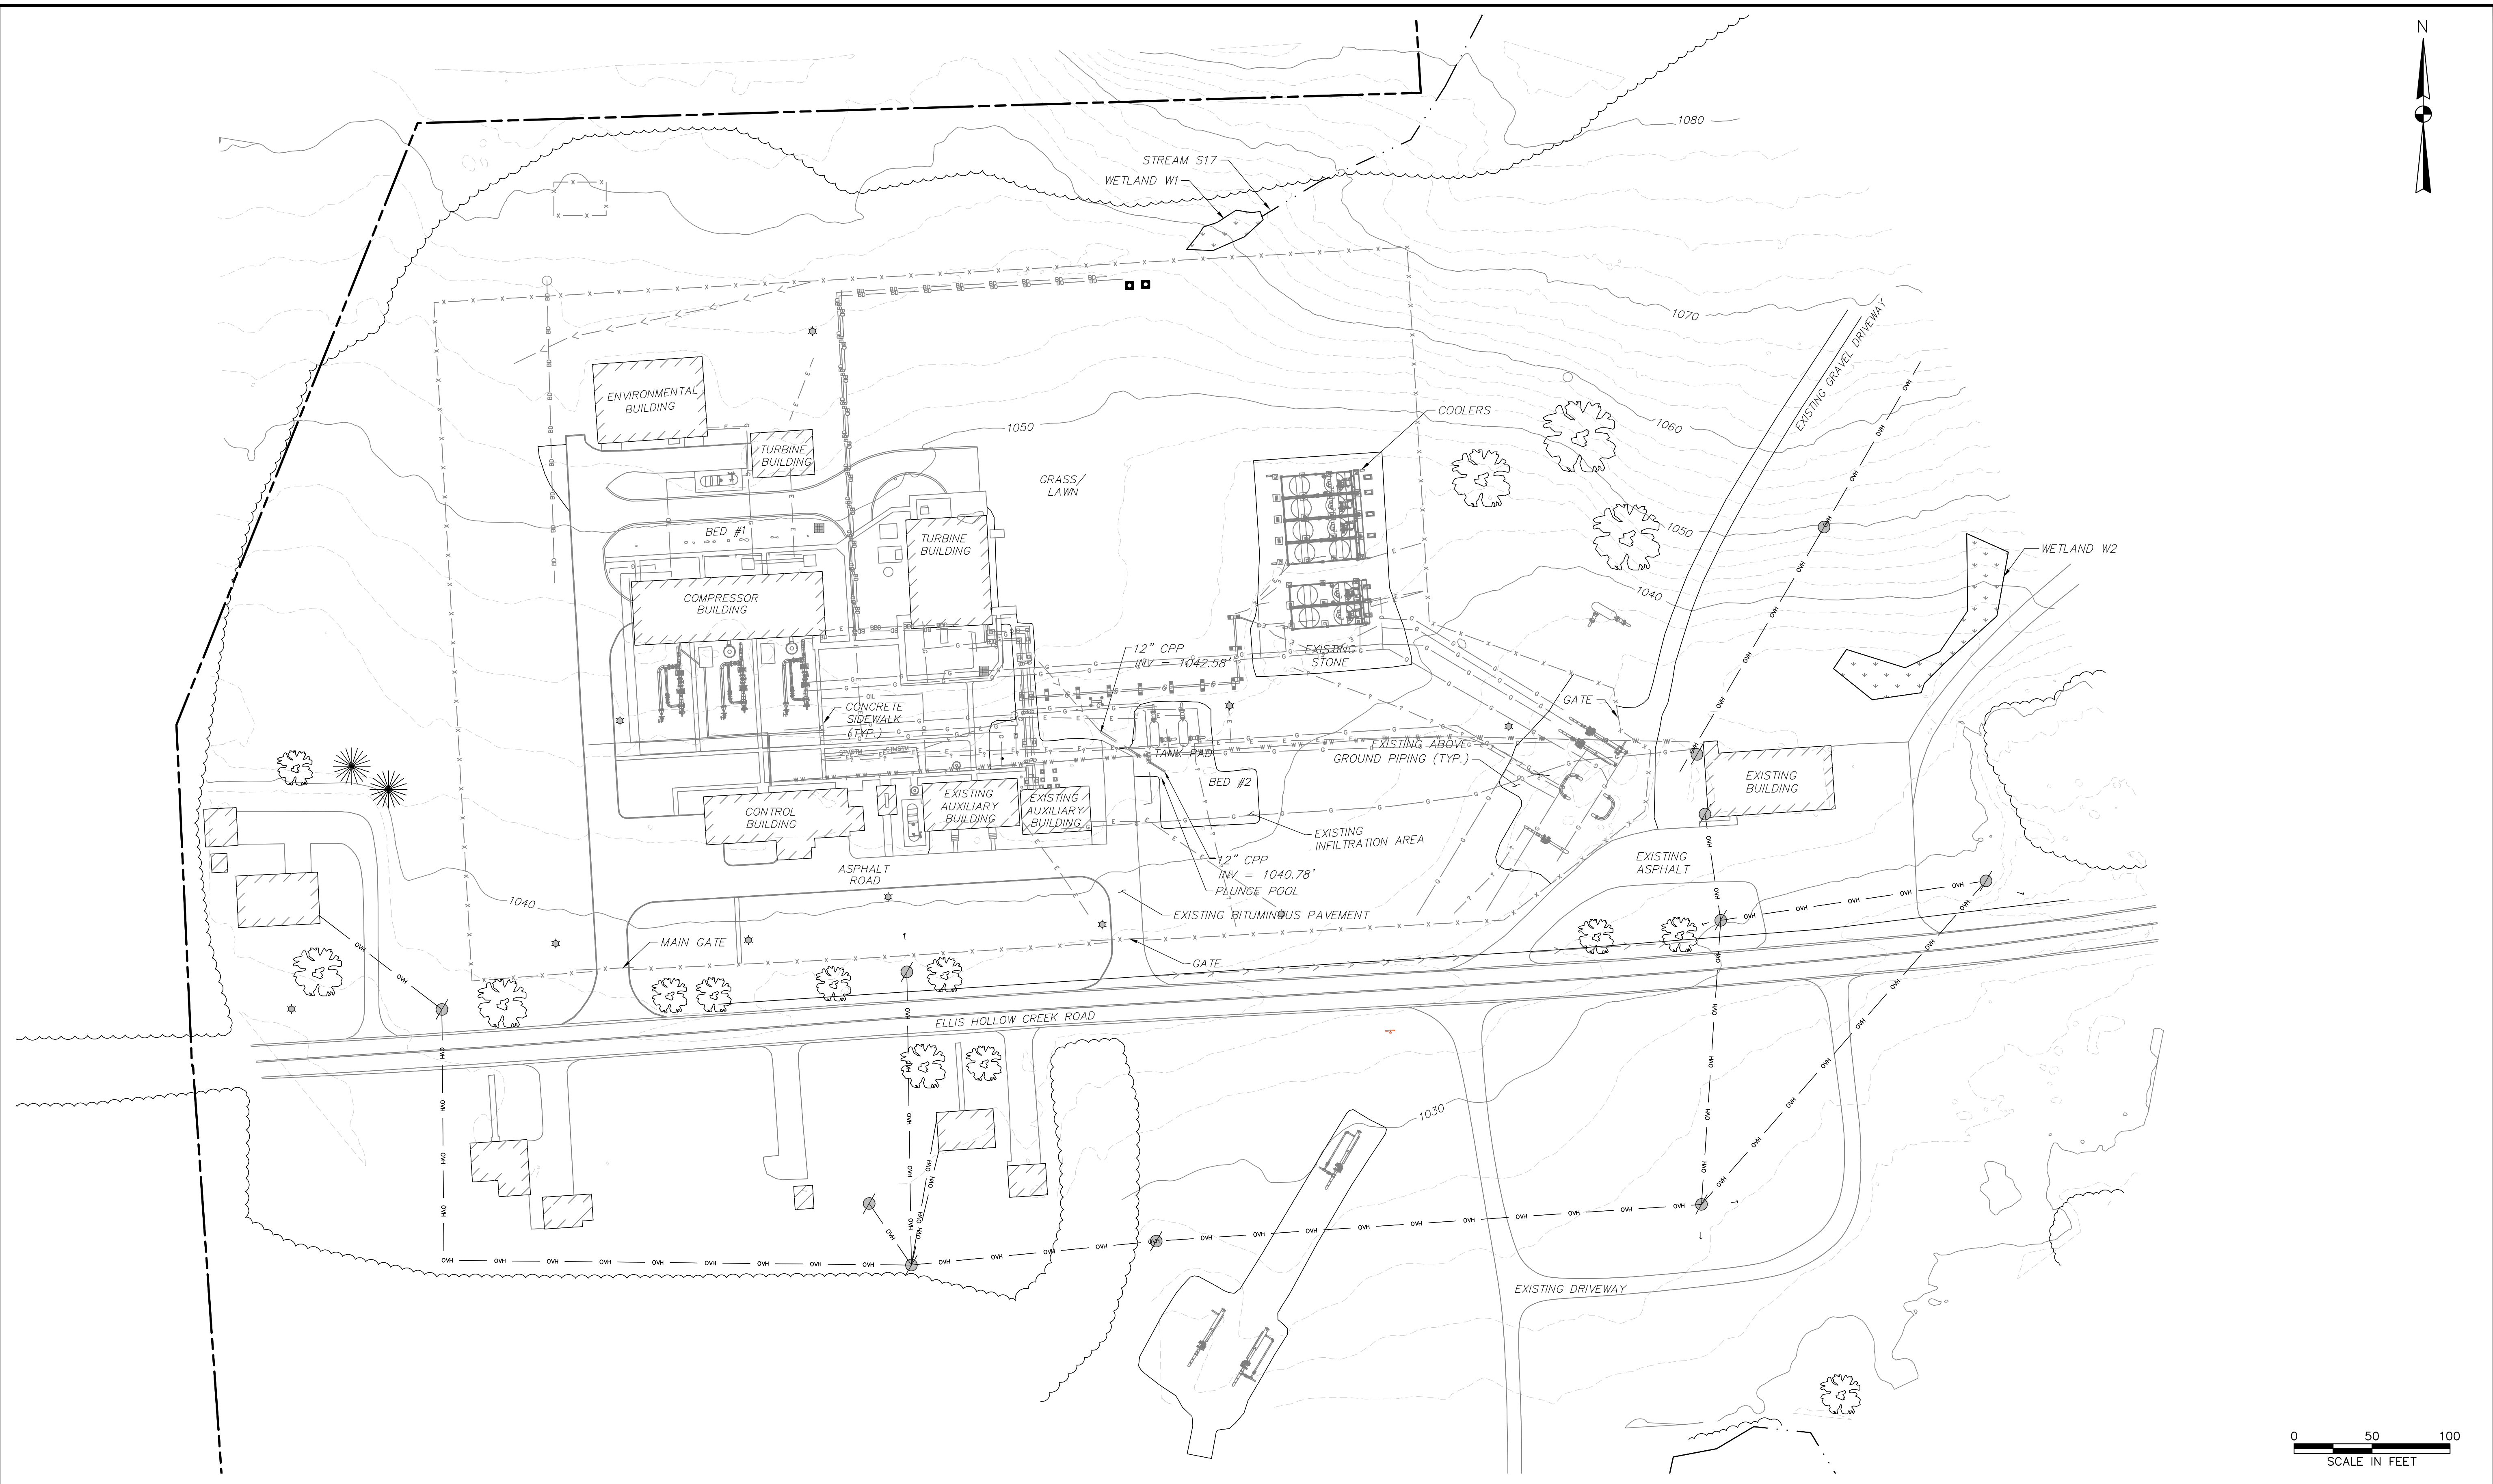 N
1080
STREAM S17
WETLAND W1
1070
EXISTING GRAVEL DRIVEWAY
ENVIRONMENTAL
BUILDING
TURBINE
BUILDING
1050
COOLERS
1060
GRASS/
LAWN
BED #1
TURBINE
BUILDING
1050
WETLAND W2
COMPRESSOR
BUILDING
1040
12" CPP
INV = 1042.58'
EXISTING
STONE
OIL
CONCRETE
SIDEWALK
(TYP.)
GATE
TANK PAD
EXISTING ABOVE
GROUND PIPING (TYP.)
BED #2
EXISTING
BUILDING
CONTROL
BUILDING
EXISTING
AUXILIARY
BUILDING
EXISTING
AUXILIARY
BUILDING
EXISTING
INFILTRATION AREA
12" CPP
INV = 1040.78'
PLUNGE POOL
EXISTING
ASPHALT
ASPHALT
ROAD
1040
EXISTING BITUMINOUS PAVEMENT
MAIN GATE
GATE
ELLIS HOLLOW CREEK ROAD
1030
EXISTING DRIVEWAY
OVH
0 50 100
SCALE IN FEET